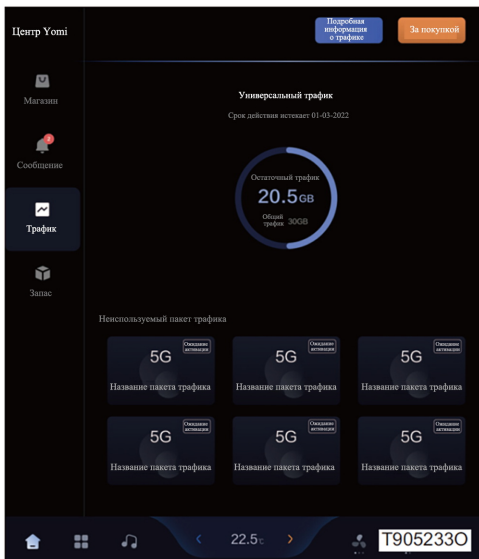 Центр Yomi
Подробная
информация
о трафике
За покупкой
Магазин
Сообщение
Трафик
Запас
Универсальный трафик
Срок действия истекает 01-03-2022
Остаточный трафик
20.5GB
Общий
трафик 30GB
Неиспользуемый пакет трафика
5G
Ожидание
активации
Название пакета трафика
5G
Ожидание
активации
Название пакета трафика
5G
Ожидание
активации
Название пакета трафика
5G
Ожидание
активации
Название пакета трафика
5G
Ожидание
активации
Название пакета трафика
5G
Ожидание
активации
Название пакета трафика
22.5
T905233O